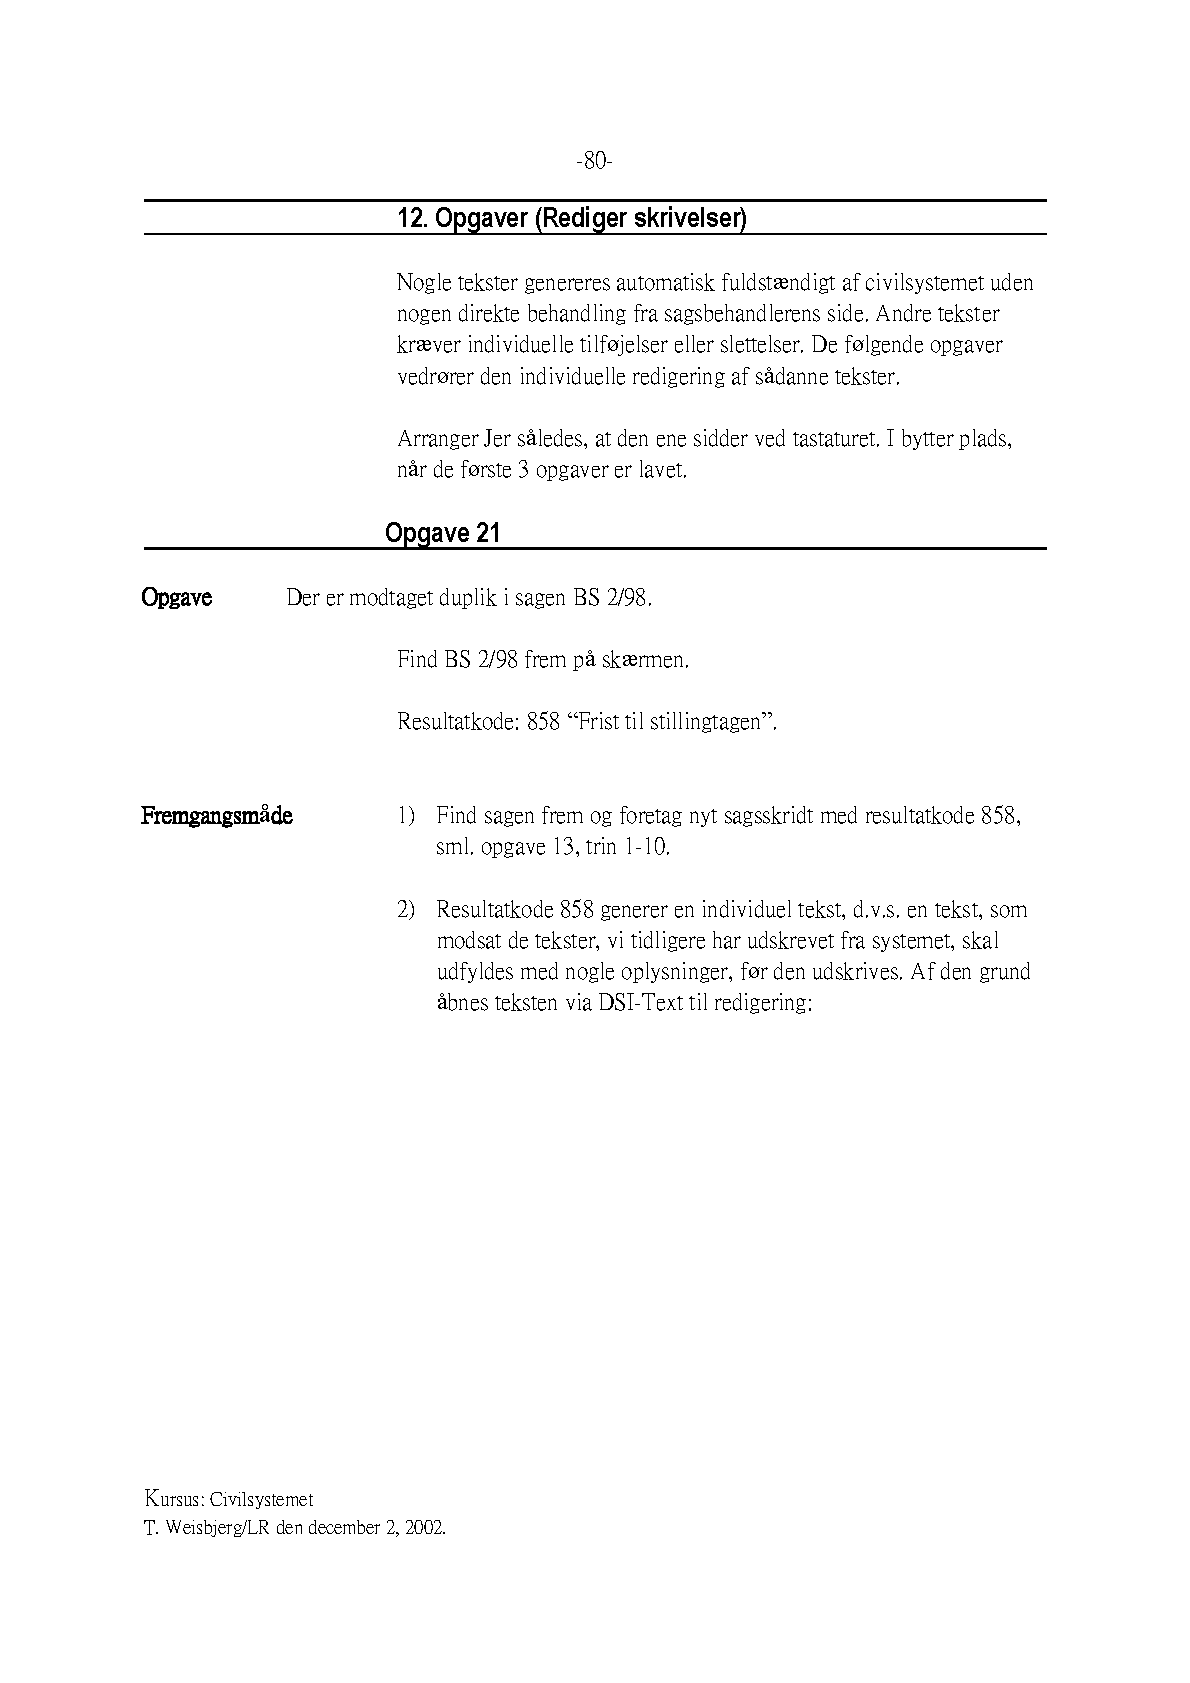 -80-
12. Opgaver (Rediger skrivelser)
Nogle tekster genereres automatisk fuldstændigt af civilsystemet uden
nogen direkte behandling fra sagsbehandlerens side. Andre tekster
kræver individuelle tilføjelser eller slettelser. De følgende opgaver
vedrører den individuelle redigering af sådanne tekster.
Arranger Jer således, at den ene sidder ved tastaturet. I bytter plads,
når de første 3 opgaver er lavet.
Opgave 21
Opgave Der er modtaget duplik i sagen BS 2/98.
Find BS 2/98 frem på skærmen.
Resultatkode: 858 “Frist til stillingtagen”.
Fremgangsmåde 1) Find sagen frem og foretag nyt sagsskridt med resultatkode 858,
sml. opgave 13, trin 1-10.
2) Resultatkode 858 generer en individuel tekst, d.v.s. en tekst, som
modsat de tekster, vi tidligere har udskrevet fra systemet, skal
udfyldes med nogle oplysninger, før den udskrives. Af den grund
åbnes teksten via DSI-Text til redigering:
Kursus: Civilsystemet
T. Weisbjerg/LR den december 2, 2002.